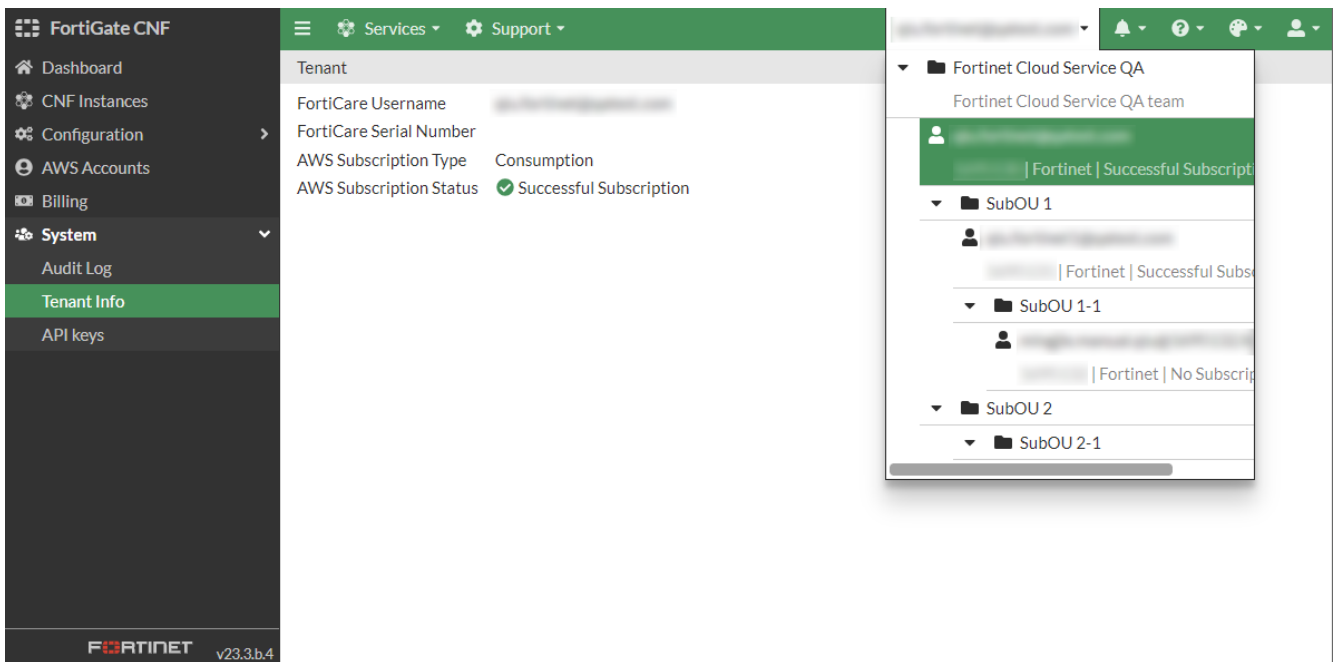 FortiGate CNF
Services
Support
Dashboard
CNF Instances
Configuration
AWS Accounts
Billing
System
Audit Log
Tenant Info
API keys
FORTINET v23.3.b.4
Tenant
FortiCare Username
FortiCare Serial Number
AWS Subscription Type Consumption
AWS Subscription Status Successful Subscription
Fortinet Cloud Service QA
Fortinet Cloud Service QA team
| Fortinet | Successful Subscripti
SubOU 1
| Fortinet | Successful Subsc
SubOU 1-1
| Fortinet | No Subscrip
SubOU 2
SubOU 2-1